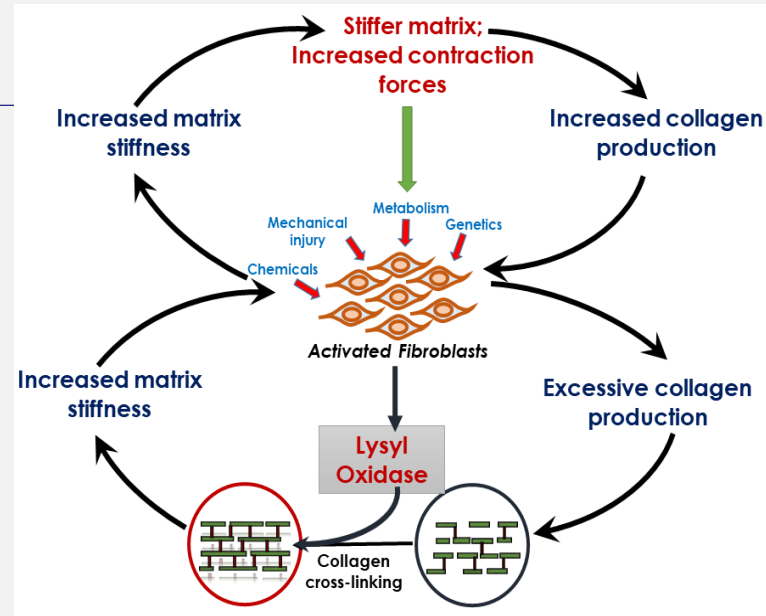 Stiffer matrix;
Increased contraction
forces
Increased matrix
stiffness
Increased collagen
production
Metabolism
Mechanical
injury
Genetics
Chemicals
Activated Fibroblasts
Increased matrix
stiffness
Excessive collagen
production
Lysyl
Oxidase
Collagen
cross-linking